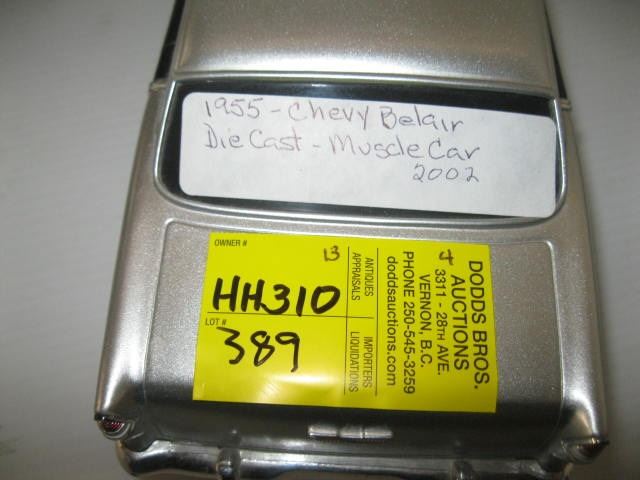 1955 - Chevy Belair
Die Cast - Muscle Car
2002
OWNER #
13
HH310
LOT #
389
ANTIQUES
APPRAISALS
IMPORTERS
LIQUIDATIONS
DODDS BROS.
AUCTIONS
3311 - 28TH AVE.
VERNON, B.C.
PHONE 250-545-3259
doddsauctions.com